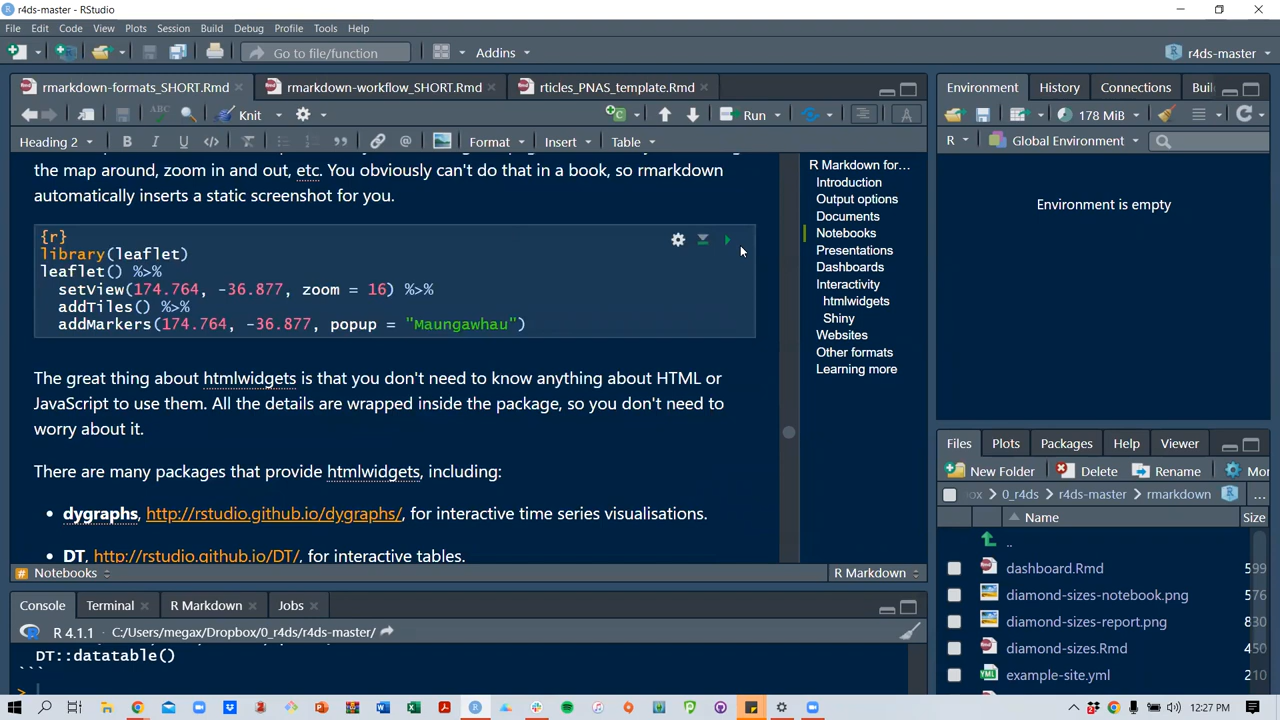 r4ds-master - RStudio
File Edit Code View Plots Session Build Debug Profile Tools Help
Go to file/function Addins r4ds-master
rmarkdown-formats_SHORT.Rmd rmarkdown-workflow_SHORT.Rmd rticles_PNAS_template.Rmd
Knit Run
Heading 2 B I U Format Insert Table
the map around, zoom in and out, etc. You obviously can't do that in a book, so rmarkdown
automatically inserts a static screenshot for you.
{r}
library(leaflet)
leaflet() %>%
setView(174.764, -36.877, zoom = 16) %>%
addTiles() %>%
addMarkers(174.764, -36.877, popup = "Maungawhau")
The great thing about htmlwidgets is that you don't need to know anything about HTML or
JavaScript to use them. All the details are wrapped inside the package, so you don't need to
worry about it.
There are many packages that provide htmlwidgets, including:
• dygraphs, http://rstudio.github.io/dygraphs/, for interactive time series visualisations.
• DT, http://rstudio.github.io/DT/, for interactive tables.
# Notebooks R Markdown
R Markdown for...
Introduction
Output options
Documents
Notebooks
Presentations
Dashboards
Interactivity
htmlwidgets
Shiny
Websites
Other formats
Learning more
Console Terminal R Markdown Jobs
R 4.1.1 C:/Users/megax/Dropbox/0_r4ds/r4ds-master/
DT::datatable()
```
>
Environment History Connections Bui
178 MiB
R Global Environment
Environment is empty
Files Plots Packages Help Viewer
New Folder Delete Rename Mor
ox 0_r4ds r4ds-master rmarkdown ...
Name Size
..
dashboard.Rmd 599
diamond-sizes-notebook.png 576
diamond-sizes-report.png 830
diamond-sizes.Rmd 450
example-site.yml 210
12:27 PM